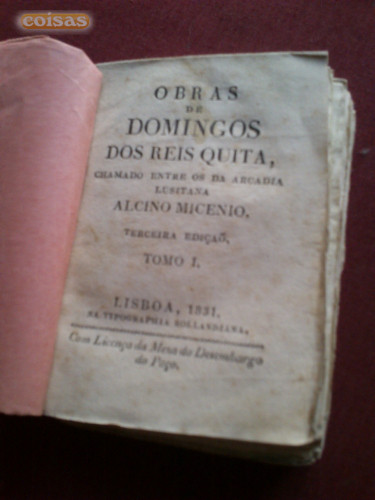 coisas
OBRAS
DE
DOMINGOS
DOS REIS QUITA,
CHAMADO ENTRE OS DA ARCADIA
LUSITANA
ALCINO MICENIO,
TERCEIRA EDIÇAÕ,
TOMO I.
LISBOA, 1831.
NA TYPOGRAPHIA ROLLANDIANA,
Com Licença da Mesa do Desembargo
do Paço.